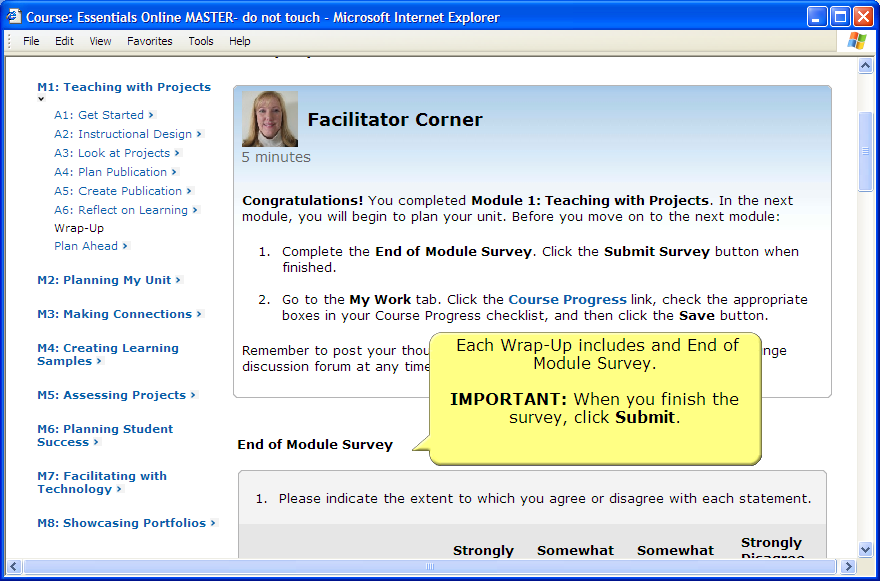 Course: Essentials Online MASTER- do not touch - Microsoft Internet Explorer
File Edit View Favorites Tools Help
M1: Teaching with Projects
A1: Get Started
A2: Instructional Design
A3: Look at Projects
A4: Plan Publication
A5: Create Publication
A6: Reflect on Learning
Wrap-Up
Plan Ahead
M2: Planning My Unit
M3: Making Connections
M4: Creating Learning
Samples
M5: Assessing Projects
M6: Planning Student
Success
M7: Facilitating with
Technology
M8: Showcasing Portfolios
Facilitator Corner
5 minutes
Congratulations! You completed Module 1: Teaching with Projects. In the next
module, you will begin to plan your unit. Before you move on to the next module:
1. Complete the End of Module Survey. Click the Submit Survey button when
finished.
2. Go to the My Work tab. Click the Course Progress link, check the appropriate
boxes in your Course Progress checklist, and then click the Save button.
Remember to post your thou
discussion forum at any time
Each Wrap-Up includes and End of
Module Survey.
IMPORTANT: When you finish the
survey, click Submit.
End of Module Survey
1. Please indicate the extent to which you agree or disagree with each statement.
Strongly Somewhat Somewhat Strongly
Disagree